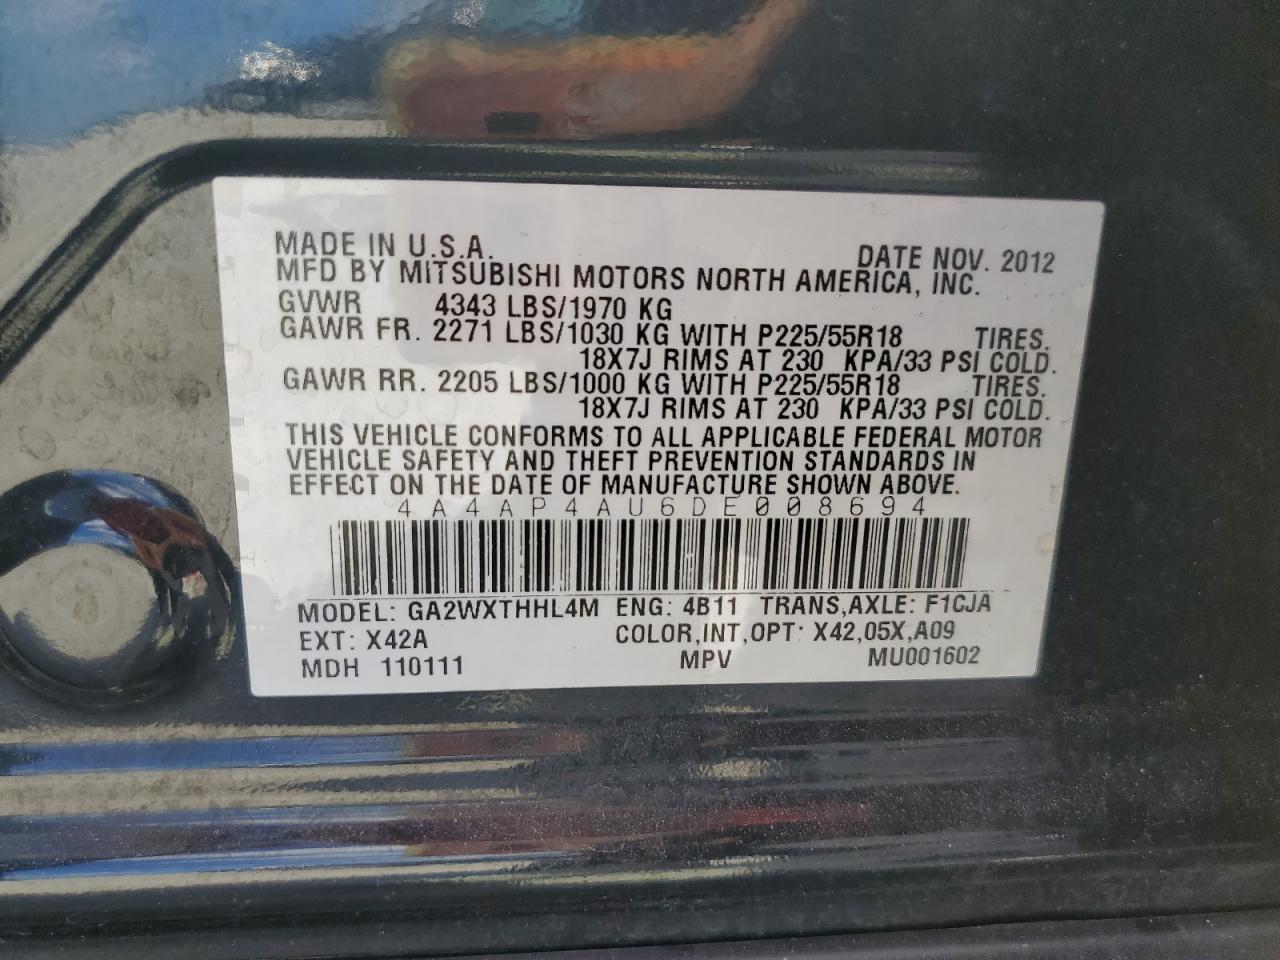 MADE IN U.S.A. DATE NOV. 2012
MFD BY MITSUBISHI MOTORS NORTH AMERICA, INC.
GVWR 4343 LBS/1970 KG
GAWR FR. 2271 LBS/1030 KG WITH P225/55R18 TIRES.
18X7J RIMS AT 230 KPA/33 PSI COLD.
GAWR RR. 2205 LBS/1000 KG WITH P225/55R18 TIRES.
18X7J RIMS AT 230 KPA/33 PSI COLD.
THIS VEHICLE CONFORMS TO ALL APPLICABLE FEDERAL MOTOR
VEHICLE SAFETY AND THEFT PREVENTION STANDARDS IN
EFFECT ON THE DATE OF MANUFACTURE SHOWN ABOVE.
4A4AP4AU6DE008694
MODEL: GA2WXTHHL4M ENG: 4B11 TRANS,AXLE: F1CJA
EXT: X42A COLOR,INT,OPT: X42,05X,A09
MDH 110111 MPV MU001602